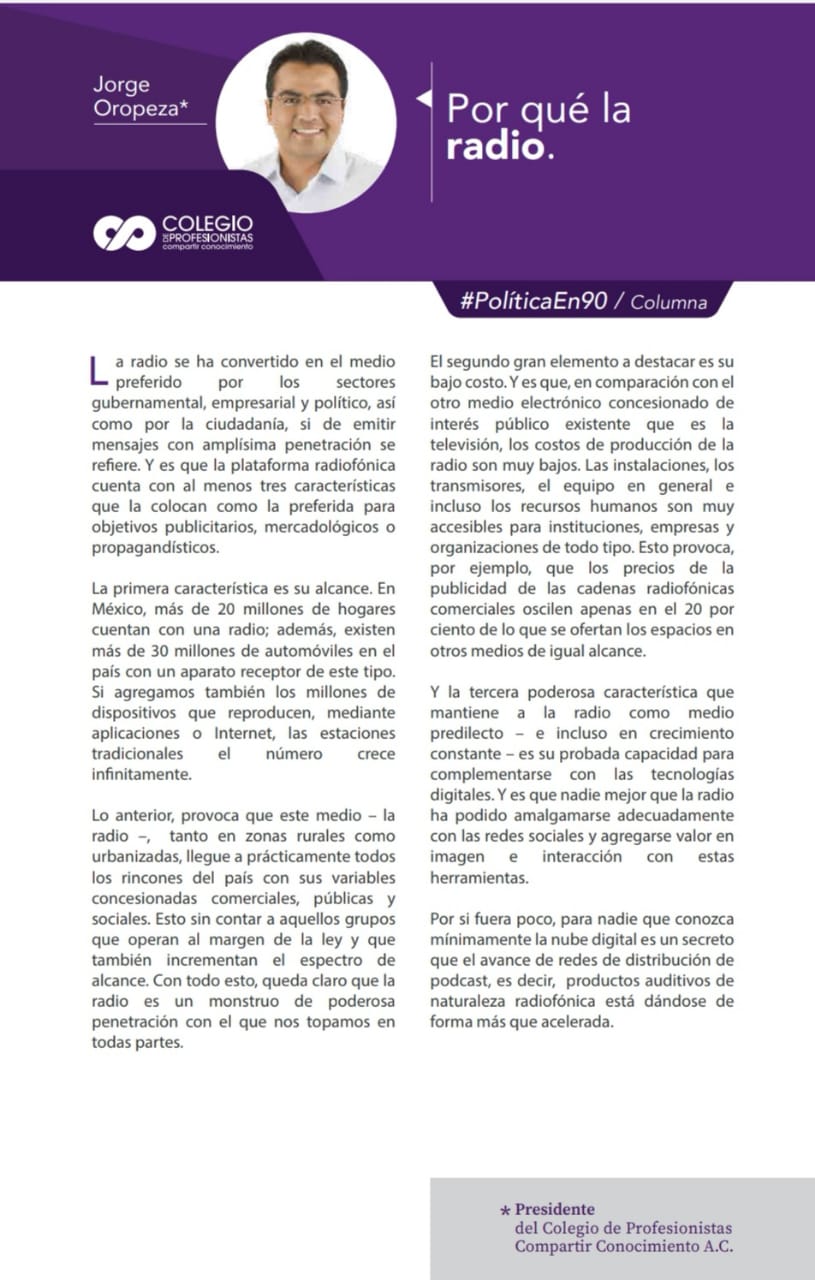 Jorge
Oropeza*
Por qué la
radio.
COLEGIO
DE PROFESIONISTAS
compartir conocimiento
#PolíticaEn90 / Columna
La radio se ha convertido en el medio
preferido por los sectores
gubernamental, empresarial y político, así
como por la ciudadanía, si de emitir
mensajes con amplísima penetración se
refiere. Y es que la plataforma radiofónica
cuenta con al menos tres características
que la colocan como la preferida para
objetivos publicitarios, mercadológicos o
propagandísticos.
La primera característica es su alcance. En
México, más de 20 millones de hogares
cuentan con una radio; además, existen
más de 30 millones de automóviles en el
país con un aparato receptor de este tipo.
Si agregamos también los millones de
dispositivos que reproducen, mediante
aplicaciones o Internet, las estaciones
tradicionales el número crece
infinitamente.
Lo anterior, provoca que este medio – la
radio –, tanto en zonas rurales como
urbanizadas, llegue a prácticamente todos
los rincones del país con sus variables
concesionadas comerciales, públicas y
sociales. Esto sin contar a aquellos grupos
que operan al margen de la ley y que
también incrementan el espectro de
alcance. Con todo esto, queda claro que la
radio es un monstruo de poderosa
penetración con el que nos topamos en
todas partes.
El segundo gran elemento a destacar es su
bajo costo. Y es que, en comparación con el
otro medio electrónico concesionado de
interés público existente que es la
televisión, los costos de producción de la
radio son muy bajos. Las instalaciones, los
transmisores, el equipo en general e
incluso los recursos humanos son muy
accesibles para instituciones, empresas y
organizaciones de todo tipo. Esto provoca,
por ejemplo, que los precios de la
publicidad de las cadenas radiofónicas
comerciales oscilen apenas en el 20 por
ciento de lo que se ofertan los espacios en
otros medios de igual alcance.
Y la tercera poderosa característica que
mantiene a la radio como medio
predilecto – e incluso en crecimiento
constante – es su probada capacidad para
complementarse con las tecnologías
digitales. Y es que nadie mejor que la radio
ha podido amalgamarse adecuadamente
con las redes sociales y agregarse valor en
imagen e interacción con estas
herramientas.
Por si fuera poco, para nadie que conozca
mínimamente la nube digital es un secreto
que el avance de redes de distribución de
podcast, es decir, productos auditivos de
naturaleza radiofónica está dándose de
forma más que acelerada.
* Presidente
del Colegio de Profesionistas
Compartir Conocimiento A.C.